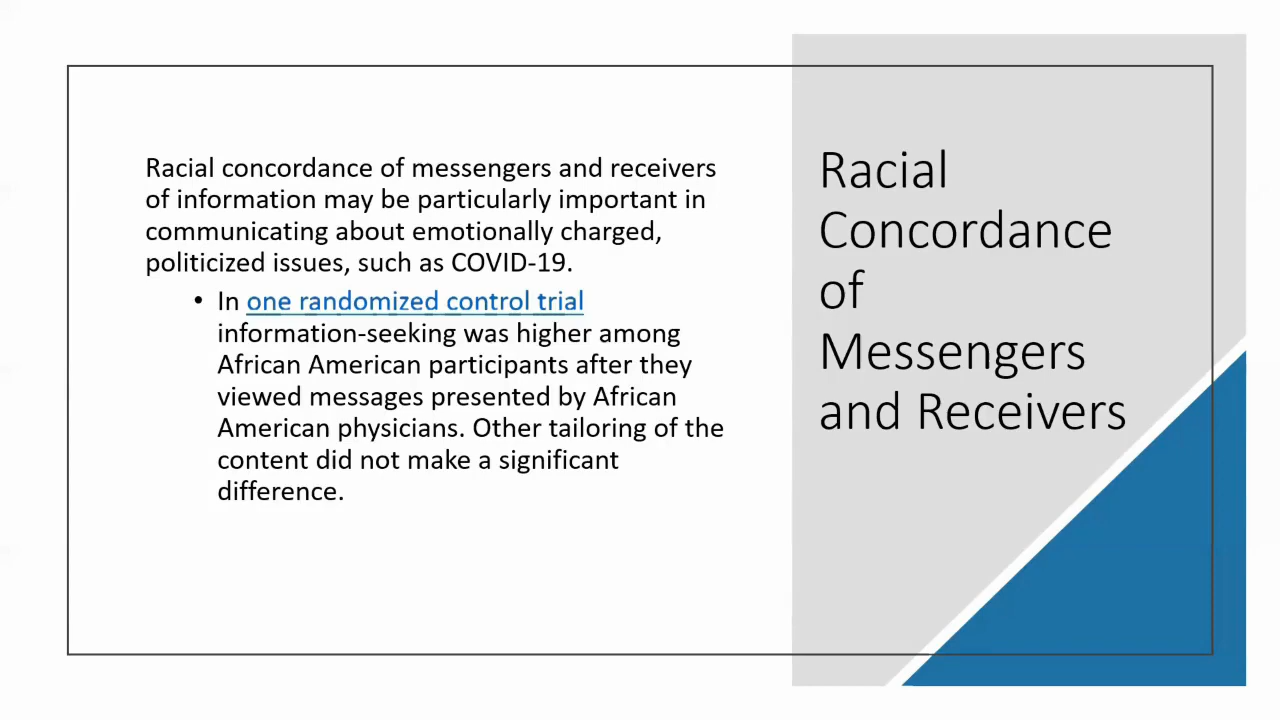 Racial concordance of messengers and receivers
of information may be particularly important in
communicating about emotionally charged,
politicized issues, such as COVID-19.
• In one randomized control trial
information-seeking was higher among
African American participants after they
viewed messages presented by African
American physicians. Other tailoring of the
content did not make a significant
difference.
Racial
Concordance
of
Messengers
and Receivers